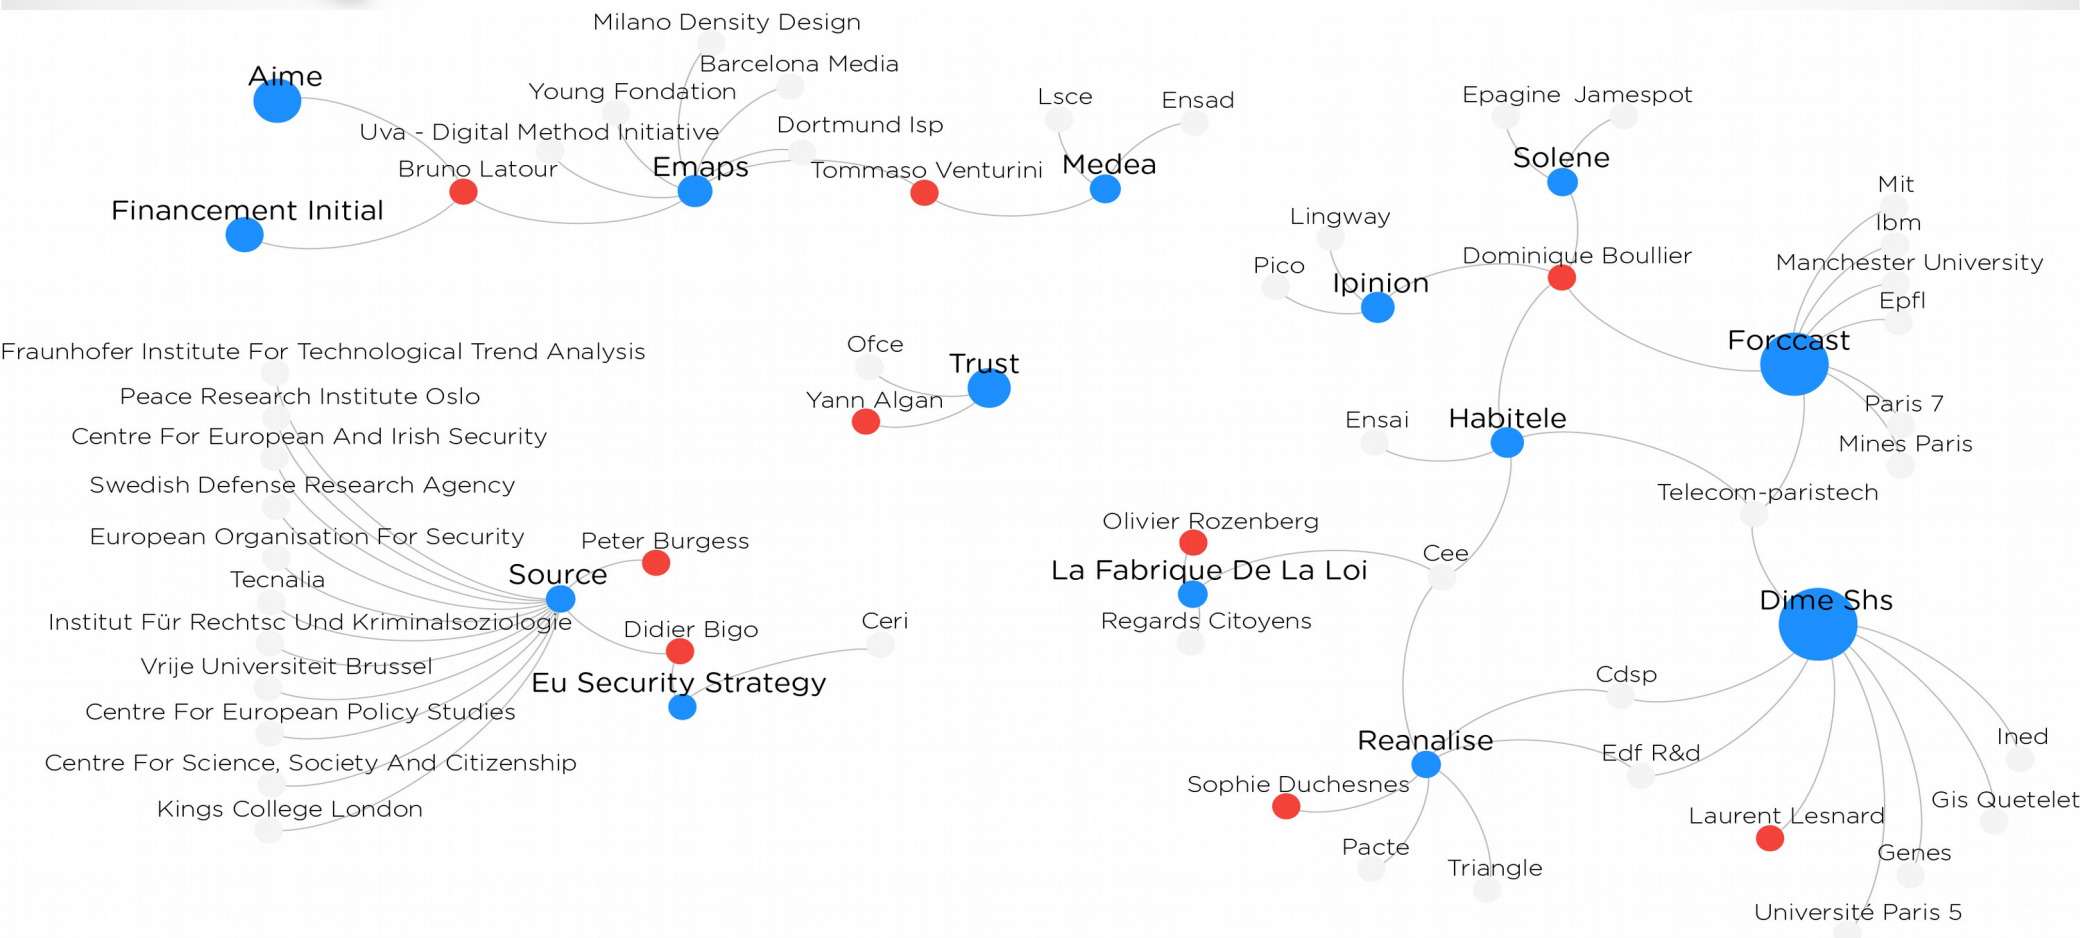 Milano Density Design
Aime
Barcelona Media
Young Fondation
Lsce
Ensad
Uva - Digital Method Initiative
Dortmund Isp
Bruno Latour
Emaps
Tommaso Venturini
Medea
Financement Initial
Epagine
Jamespot
Solene
Mit
Lingway
Ibm
Dominique Boullier
Manchester University
Pico
Ipinion
Epfl
Forccast
Fraunhofer Institute For Technological Trend Analysis
Ofce
Trust
Peace Research Institute Oslo
Yann Algan
Paris 7
Ensai
Habitele
Centre For European And Irish Security
Mines Paris
Swedish Defense Research Agency
Telecom-paristech
Olivier Rozenberg
European Organisation For Security
Peter Burgess
Cee
Source
La Fabrique De La Loi
Tecnalia
Dime Shs
Institut Für Rechtsc Und Kriminalsoziologie
Didier Bigo
Ceri
Regards Citoyens
Vrije Universiteit Brussel
Eu Security Strategy
Cdsp
Centre For European Policy Studies
Reanalise
Edf R&d
Ined
Centre For Science, Society And Citizenship
Sophie Duchesnes
Gis Quetelet
Kings College London
Laurent Lesnard
Pacte
Triangle
Genes
Université Paris 5